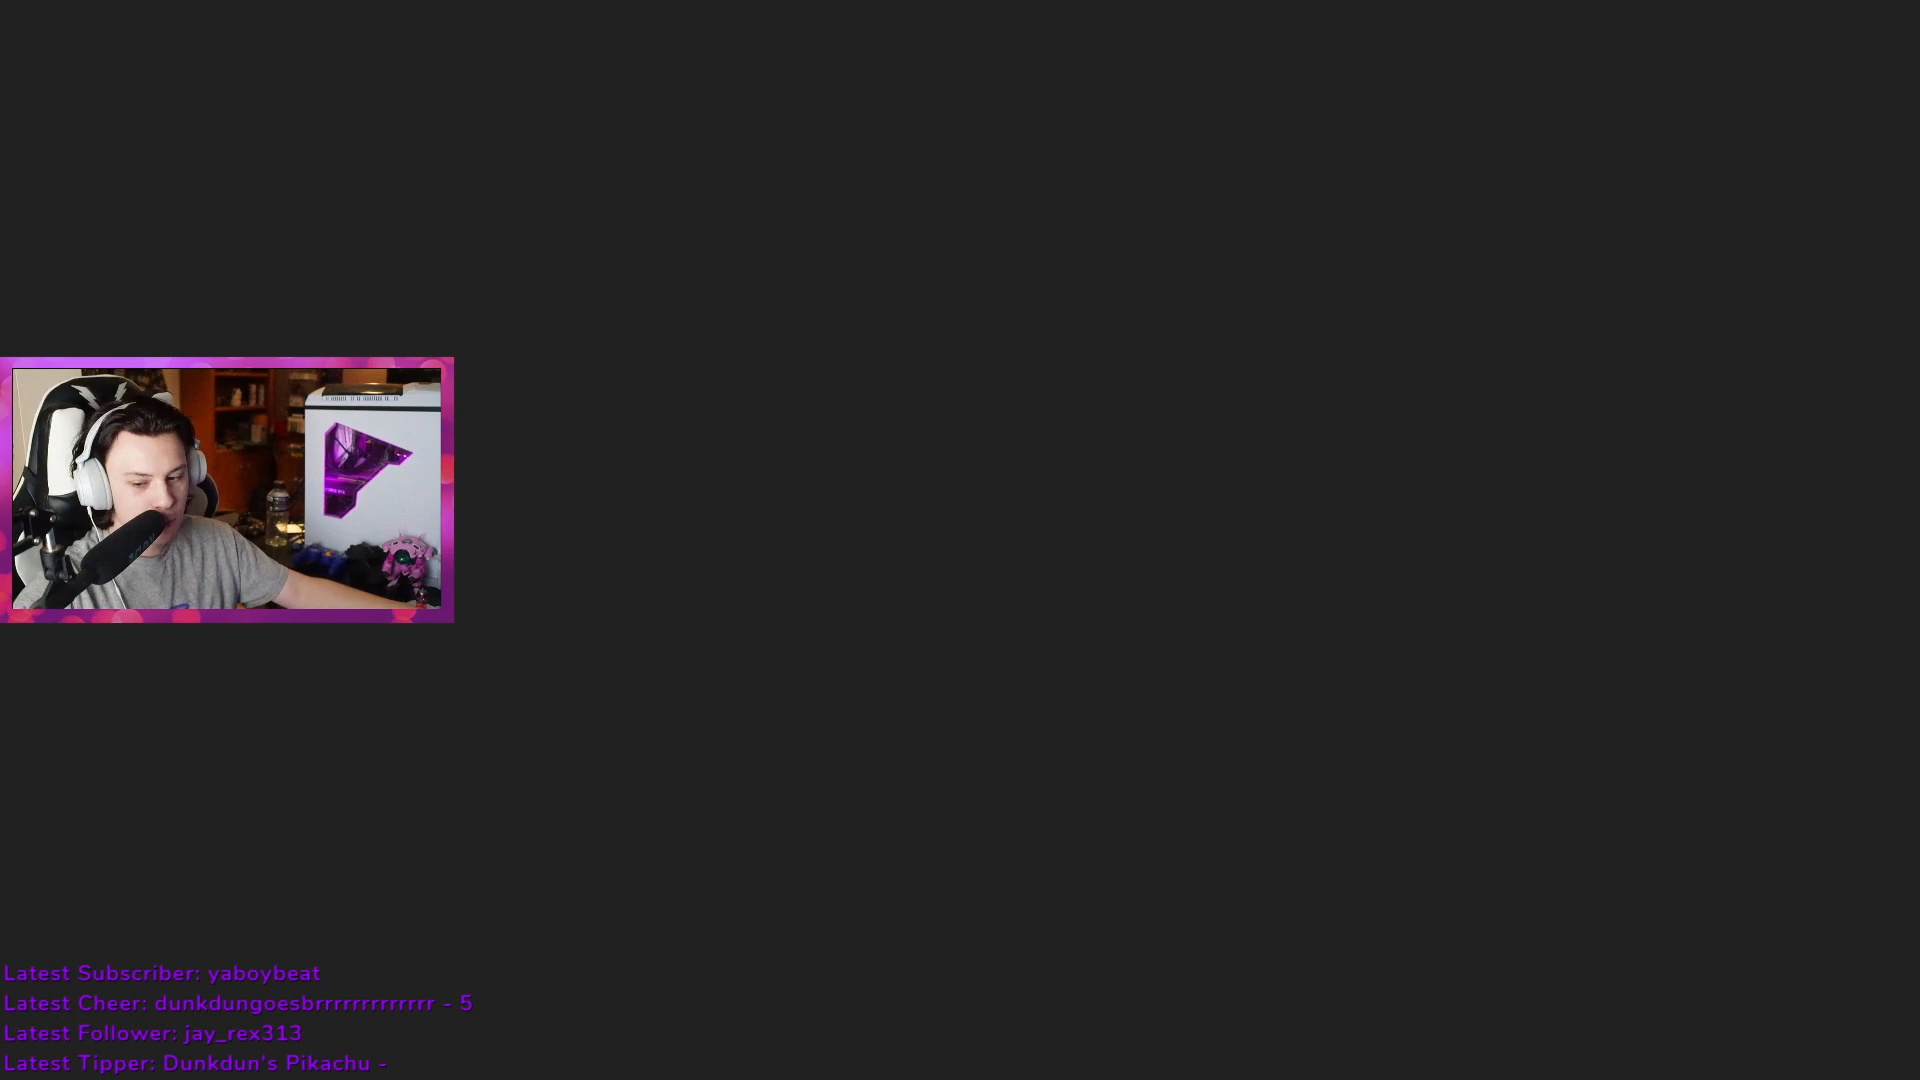 Latest Subscriber: yaboybeat
Latest Cheer: dunkdungoesbrrrrrrrrrrrrr - 5
Latest Follower: jay_rex313
Latest Tipper: Dunkdun's Pikachu -